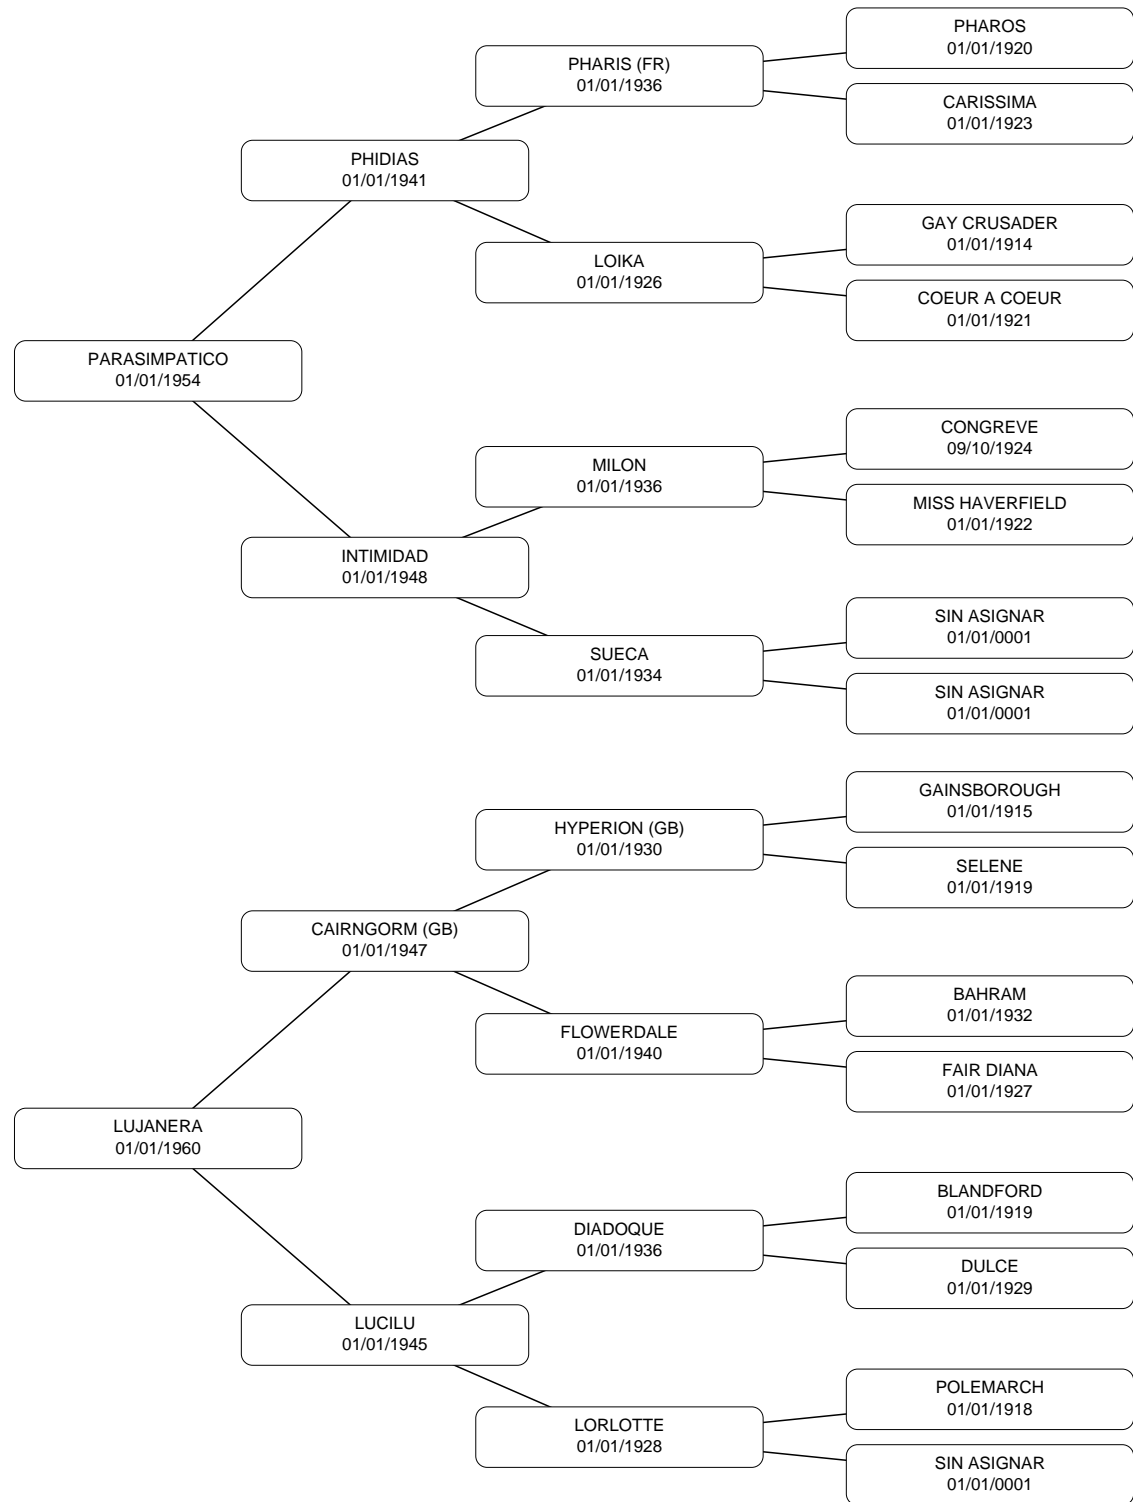 PHAROS
01/01/1920
PHARIS (FR)
01/01/1936
CARISSIMA
01/01/1923
PHIDIAS
01/01/1941
GAY CRUSADER
01/01/1914
LOIKA
01/01/1926
COEUR A COEUR
01/01/1921
PARASIMPATICO
01/01/1954
CONGREVE
09/10/1924
MILON
01/01/1936
MISS HAVERFIELD
01/01/1922
INTIMIDAD
01/01/1948
SIN ASIGNAR
01/01/0001
SUECA
01/01/1934
SIN ASIGNAR
01/01/0001
GAINSBOROUGH
01/01/1915
HYPERION (GB)
01/01/1930
SELENE
01/01/1919
CAIRNGORM (GB)
01/01/1947
BAHRAM
01/01/1932
FLOWERDALE
01/01/1940
FAIR DIANA
01/01/1927
LUJANERA
01/01/1960
BLANDFORD
01/01/1919
DIADOQUE
01/01/1936
DULCE
01/01/1929
LUCILU
01/01/1945
POLEMARCH
01/01/1918
LORLOTTE
01/01/1928
SIN ASIGNAR
01/01/0001